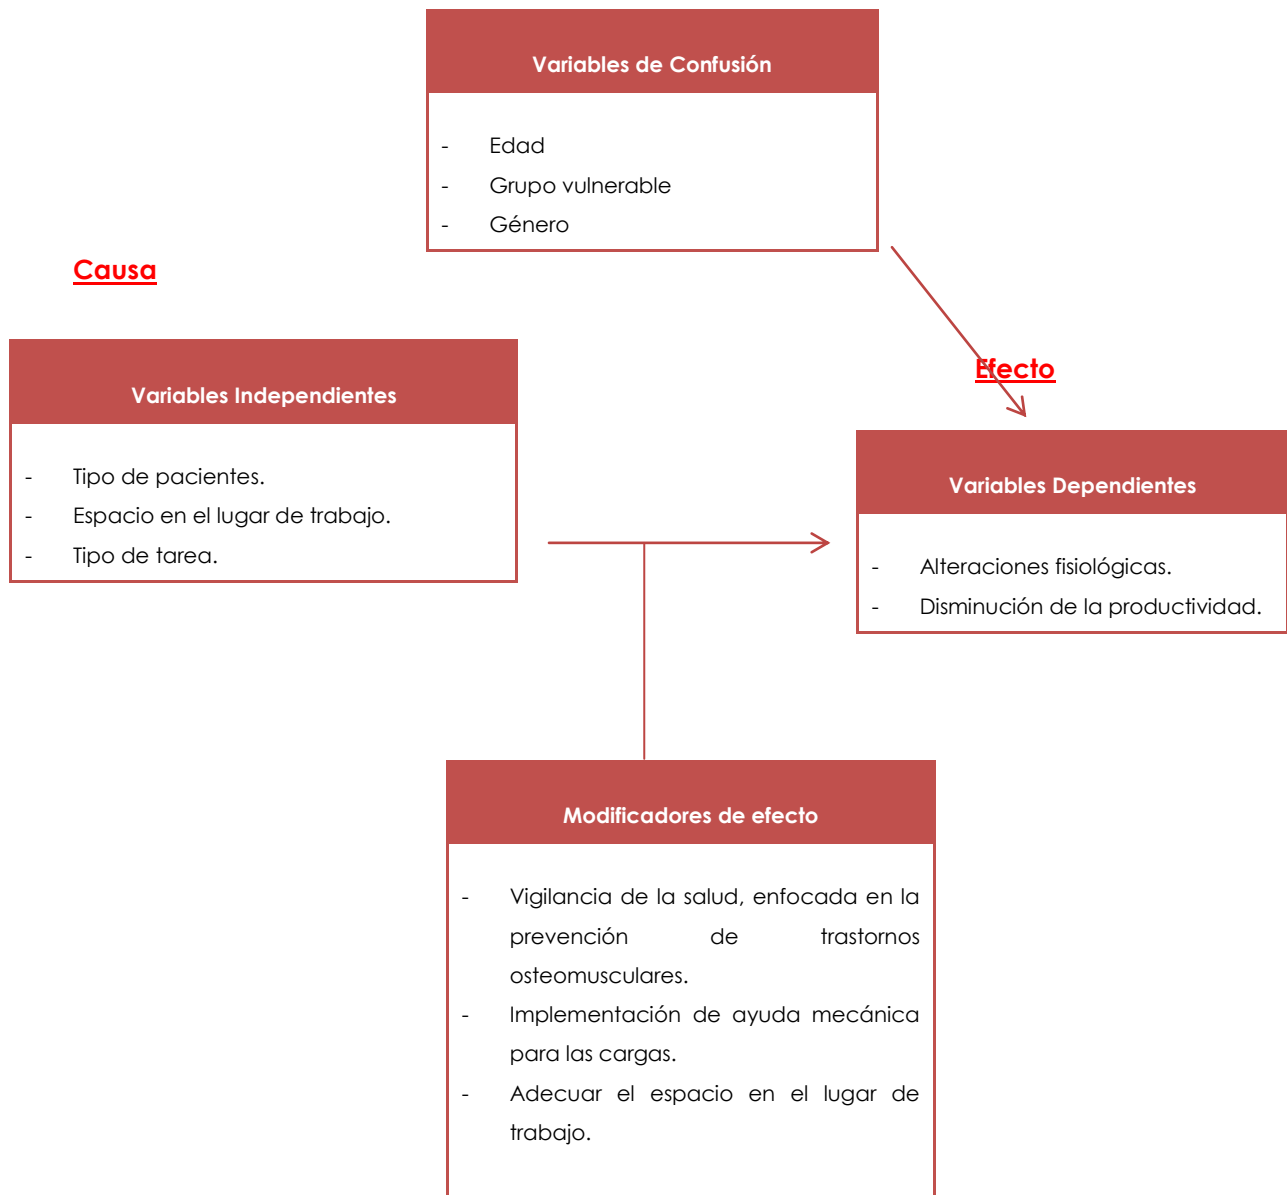 Variables de Confusión
- Edad
- Grupo vulnerable
- Género
Causa
Efecto
Variables Independientes
- Tipo de pacientes.
- Espacio en el lugar de trabajo.
- Tipo de tarea.
Variables Dependientes
- Alteraciones fisiológicas.
- Disminución de la productividad.
Modificadores de efecto
- Vigilancia de la salud, enfocada en la
prevención de trastornos
osteomusculares.
- Implementación de ayuda mecánica
para las cargas.
- Adecuar el espacio en el lugar de
trabajo.